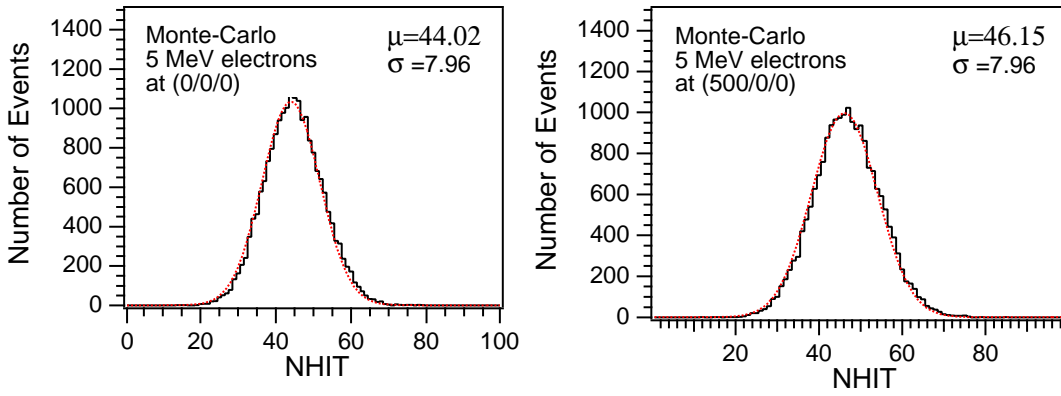 1400
1200
1000
800
600
400
200
0
Number of Events
Monte-Carlo
5 MeV electrons
at (0/0/0)
μ=44.02
σ =7.96
0 20 40 60 80 100
NHIT
1400
1200
1000
800
600
400
200
0
Number of Events
Monte-Carlo
5 MeV electrons
at (500/0/0)
μ=46.15
σ =7.96
20 40 60 80
NHIT